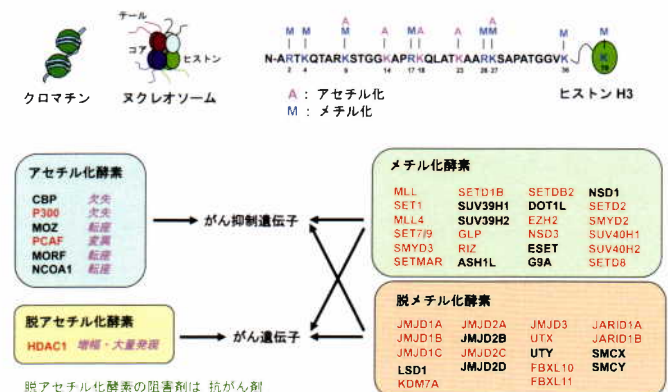 テール
コア
ヒストン
クロマチン
ヌクレオソーム
M M M A A M A A M A M M M
N-ARTKQTARKSTGGKAPRKQLATKAARKSAPATGGVK K
2 4 9 14 17 18 23 26 27 36 79
A : アセチル化
M : メチル化
ヒストン H3
アセチル化酵素
CBP 欠失
P300 欠失
MOZ 転座
PCAF 変異
MORF 転座
NCOA1 転座
がん抑制遺伝子
メチル化酵素
MLL SETD1B SETDB2 NSD1
SET1 SUV39H1 DOT1L SETD2
MLL4 SUV39H2 EZH2 SMYD2
SET7/9 GLP NSD3 SUV40H1
SMYD3 RIZ ESET SUV40H2
SETMAR ASH1L G9A SETD8
脱アセチル化酵素
HDAC1 増幅・大量発現
がん遺伝子
脱アセチル化酵素の阻害剤は 抗がん剤
脱メチル化酵素
JMJD1A JMJD2A JMJD3 JARID1A
JMJD1B JMJD2B UTX JARID1B
JMJD1C JMJD2C UTY SMCX
LSD1 JMJD2D FBXL10 SMCY
KDM7A FBXL11